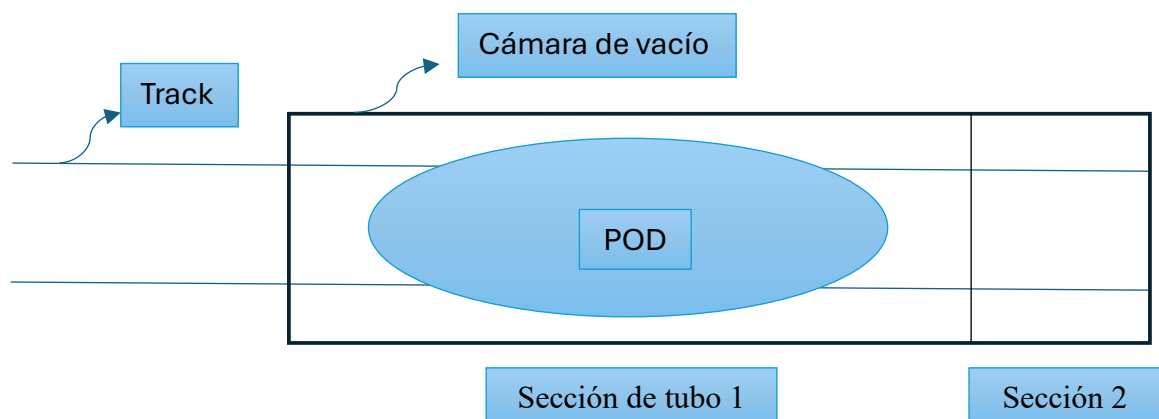 Cámara de vacío
Track
POD
Sección de tubo 1
Sección 2